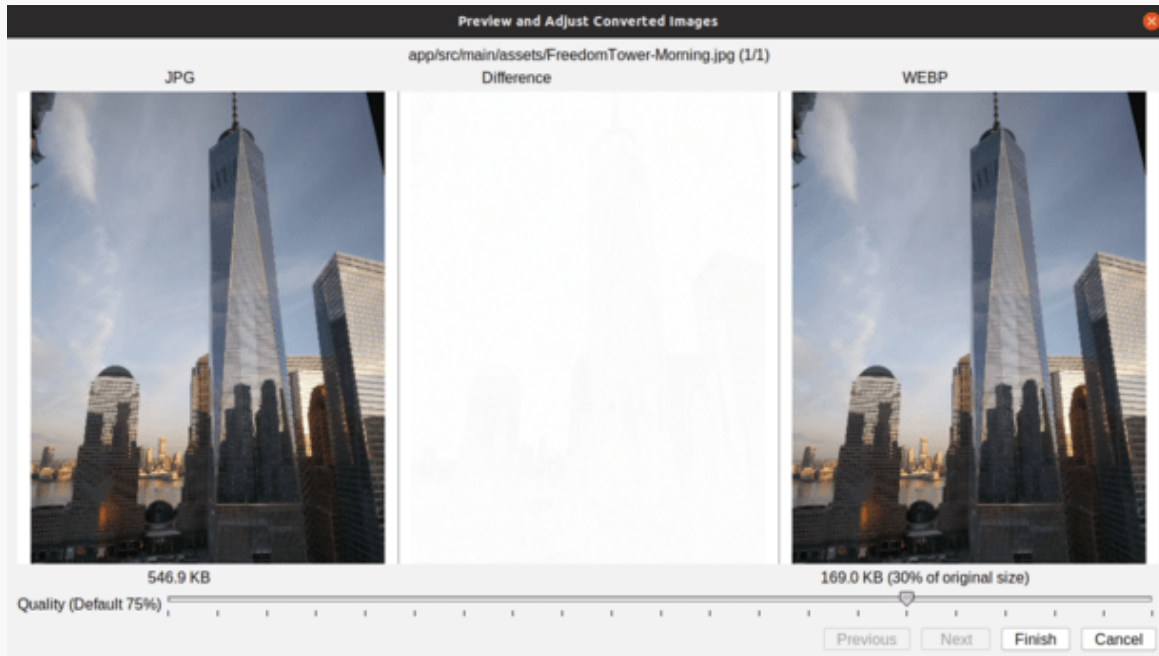 Preview and Adjust Converted Images
app/src/main/assets/FreedomTower-Morning.jpg (1/1)
JPG Difference WEBP
546.9 KB 169.0 KB (30% of original size)
Quality (Default 75%)
Previous Next Finish Cancel